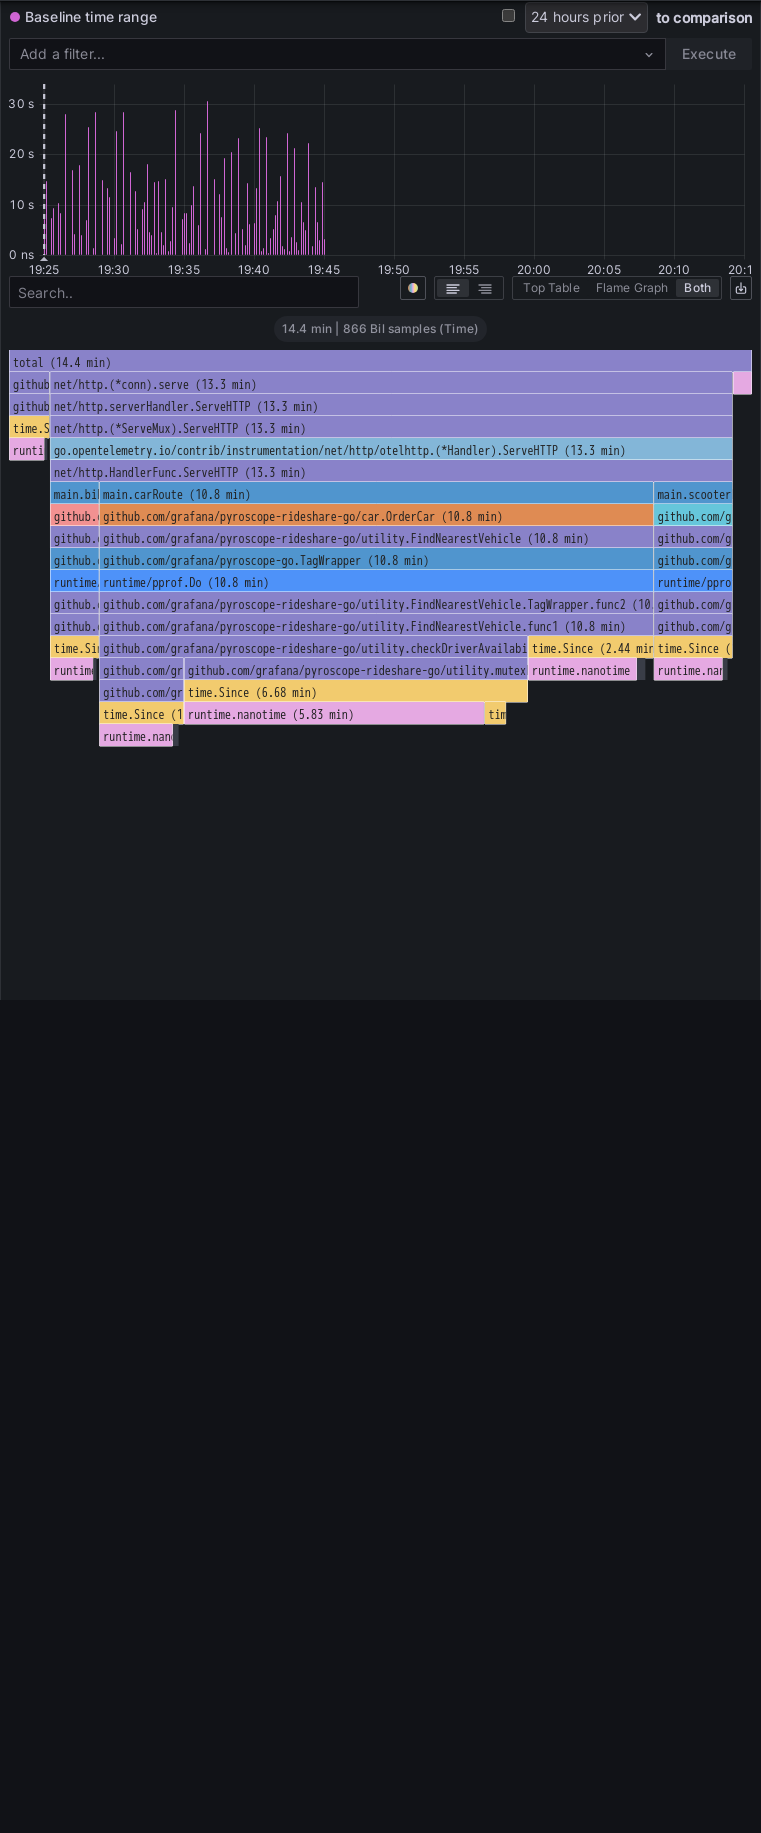 Baseline time range
24 hours prior
to comparison
Add a filter...
Execute
30 s
20 s
10 s
0 ns
19:25 19:30 19:35 19:40 19:45 19:50 19:55 20:00 20:05 20:10 20:1
Search..
Top Table Flame Graph Both
14.4 min | 866 Bil samples (Time)
total (14.4 min)
github net/http.(*conn).serve (13.3 min)
github net/http.serverHandler.ServeHTTP (13.3 min)
time.S net/http.(*ServeMux).ServeHTTP (13.3 min)
runti go.opentelemetry.io/contrib/instrumentation/net/http/otelhttp.(*Handler).ServeHTTP (13.3 min)
net/http.HandlerFunc.ServeHTTP (13.3 min)
main.bi main.carRoute (10.8 min) main.scooter
github. github.com/grafana/pyroscope-rideshare-go/car.OrderCar (10.8 min) github.com/g
github. github.com/grafana/pyroscope-rideshare-go/utility.FindNearestVehicle (10.8 min) github.com/g
github. github.com/grafana/pyroscope-go.TagWrapper (10.8 min) github.com/g
runtime. runtime/pprof.Do (10.8 min) runtime/ppro
github. github.com/grafana/pyroscope-rideshare-go/utility.FindNearestVehicle.TagWrapper.func2 (10. github.com/g
github. github.com/grafana/pyroscope-rideshare-go/utility.FindNearestVehicle.func1 (10.8 min) github.com/g
time.Sin github.com/grafana/pyroscope-rideshare-go/utility.checkDriverAvailabi time.Since (2.44 min time.Since (
runtime github.com/gr github.com/grafana/pyroscope-rideshare-go/utility.mutex runtime.nanotime runtime.nan
github.com/gr time.Since (6.68 min)
time.Since (1 runtime.nanotime (5.83 min) tim
runtime.nano